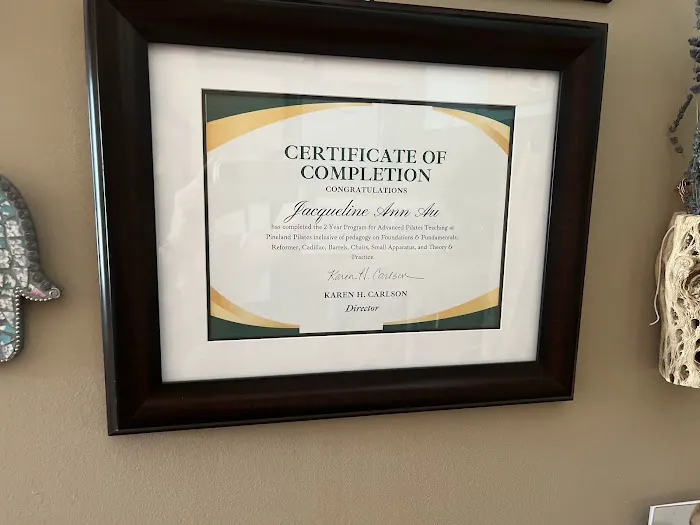 CERTIFICATE OF
COMPLETION
CONGRATULATIONS
Jacqueline Ann Au
has completed the 2-Year Program for Advanced Pilates Teaching at
Pineland Pilates inclusive of pedagogy on Foundations & Fundamentals,
Reformer, Cadillac, Barrels, Chairs, Small Apparatus, and Theory &
Practice.
Karen H. Carlson
KAREN H. CARLSON
Director